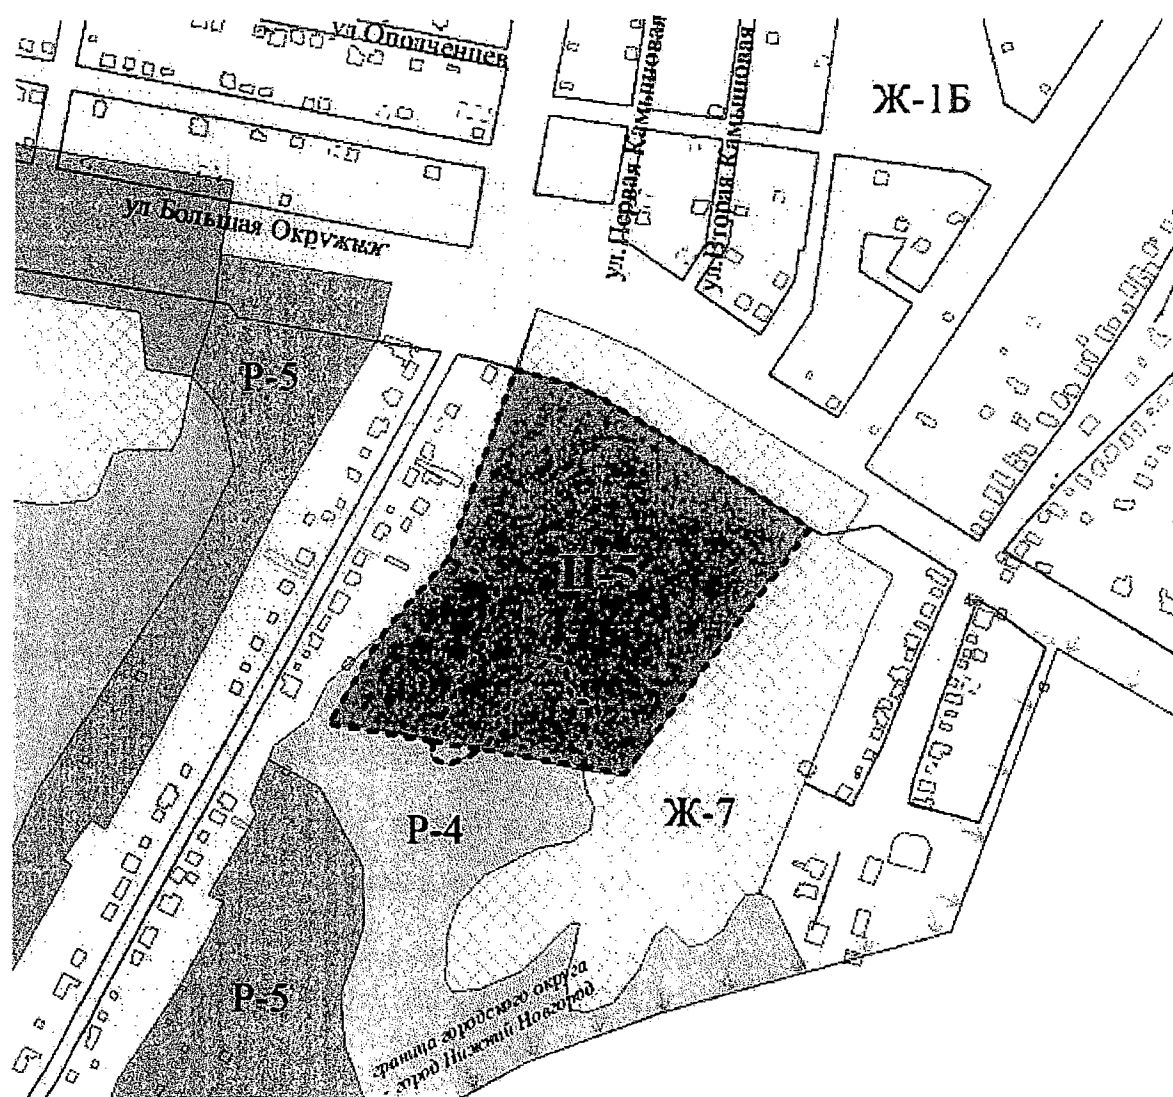 ул Ополченцев
ул.Первая Камышовая
ул.Вторая Камышовая
Ж-1Б
ул Большая Окружн
Р-5
П-5
Р-4
Ж-7
Р-5
граница городского округа
город Нижний Новгород